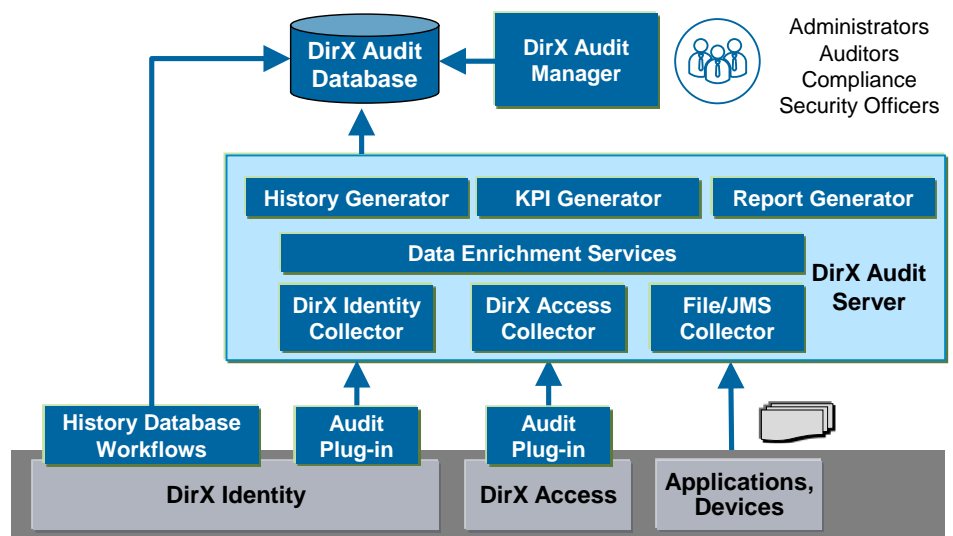 DirX Audit
Database
DirX Audit
Manager
Administrators
Auditors
Compliance
Security Officers
History Generator
KPI Generator
Report Generator
Data Enrichment Services
DirX Audit
Server
DirX Identity
Collector
DirX Access
Collector
File/JMS
Collector
History Database
Workflows
Audit
Plug-in
Audit
Plug-in
DirX Identity
DirX Access
Applications,
Devices